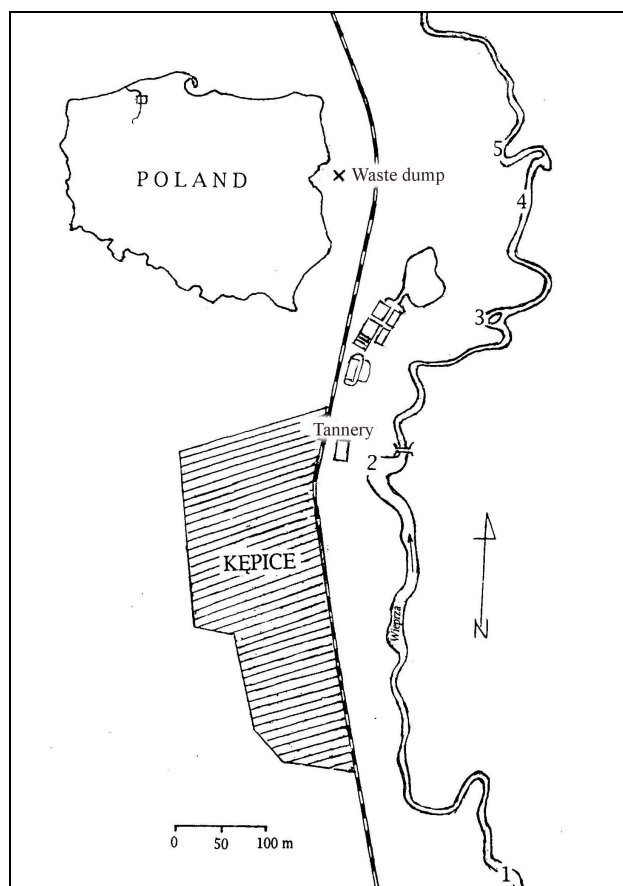 5
POLAND
Waste dump
4
3
Tannery
2
KĘPICE
Wieprza
N
0 50 100 m
1